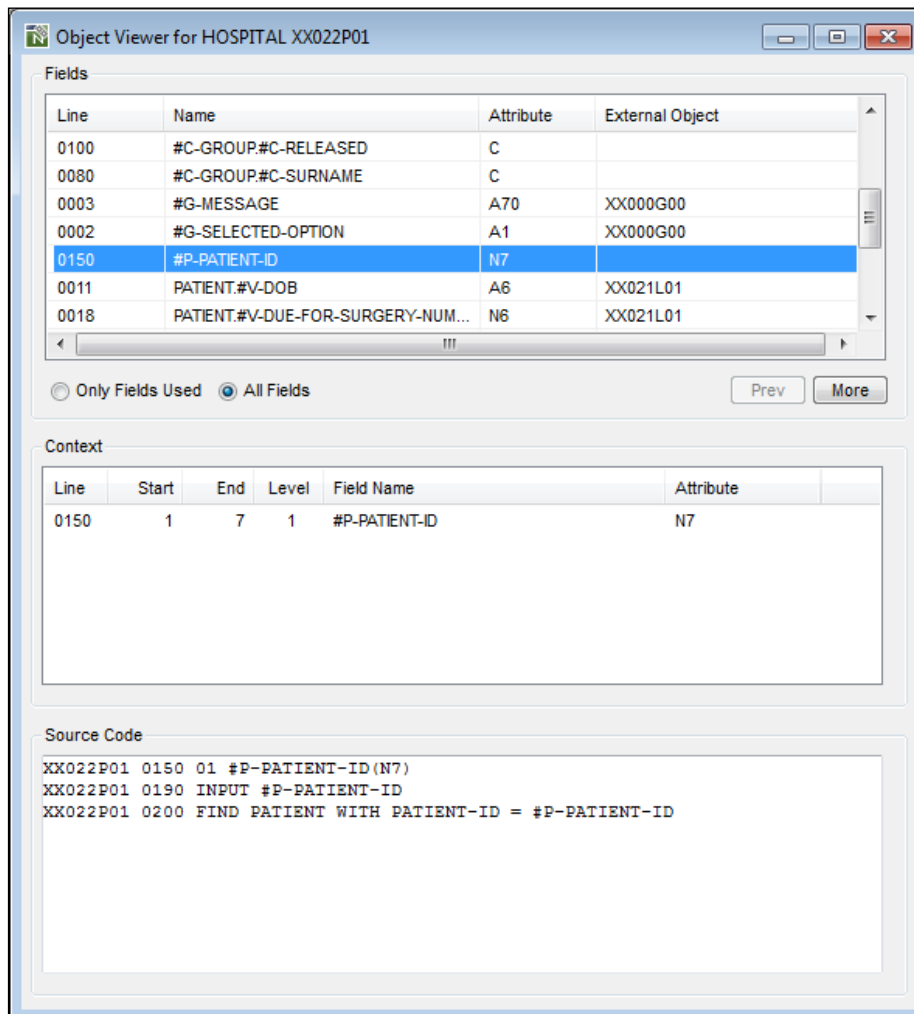 Object Viewer for HOSPITAL XX022P01
Fields
Line Name Attribute External Object
0100 #C-GROUP.#C-RELEASED C
0080 #C-GROUP.#C-SURNAME C
0003 #G-MESSAGE A70 XX000G00
0002 #G-SELECTED-OPTION A1 XX000G00
0150 #P-PATIENT-ID N7
0011 PATIENT.#V-DOB A6 XX021L01
0018 PATIENT.#V-DUE-FOR-SURGERY-NUM... N6 XX021L01
Only Fields Used All Fields Prev More
Context
Line Start End Level Field Name Attribute
0150 1 7 1 #P-PATIENT-ID N7
Source Code
XX022P01 0150 01 #P-PATIENT-ID(N7)
XX022P01 0190 INPUT #P-PATIENT-ID
XX022P01 0200 FIND PATIENT WITH PATIENT-ID = #P-PATIENT-ID